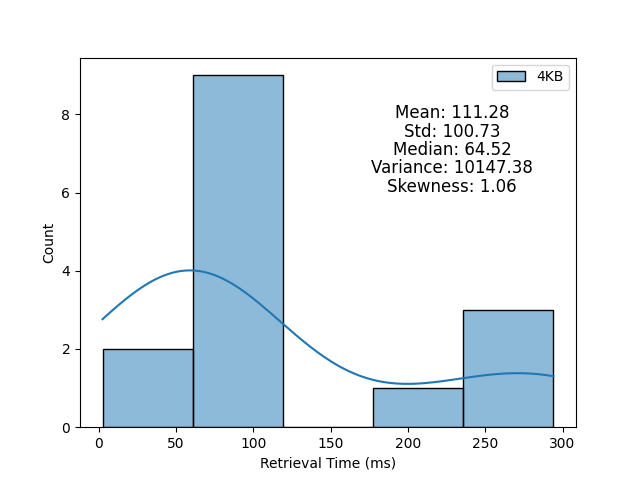 4KB
Mean: 111.28
Std: 100.73
Median: 64.52
Variance: 10147.38
Skewness: 1.06
8
6
4
2
0
Count
0 50 100 150 200 250 300
Retrieval Time (ms)